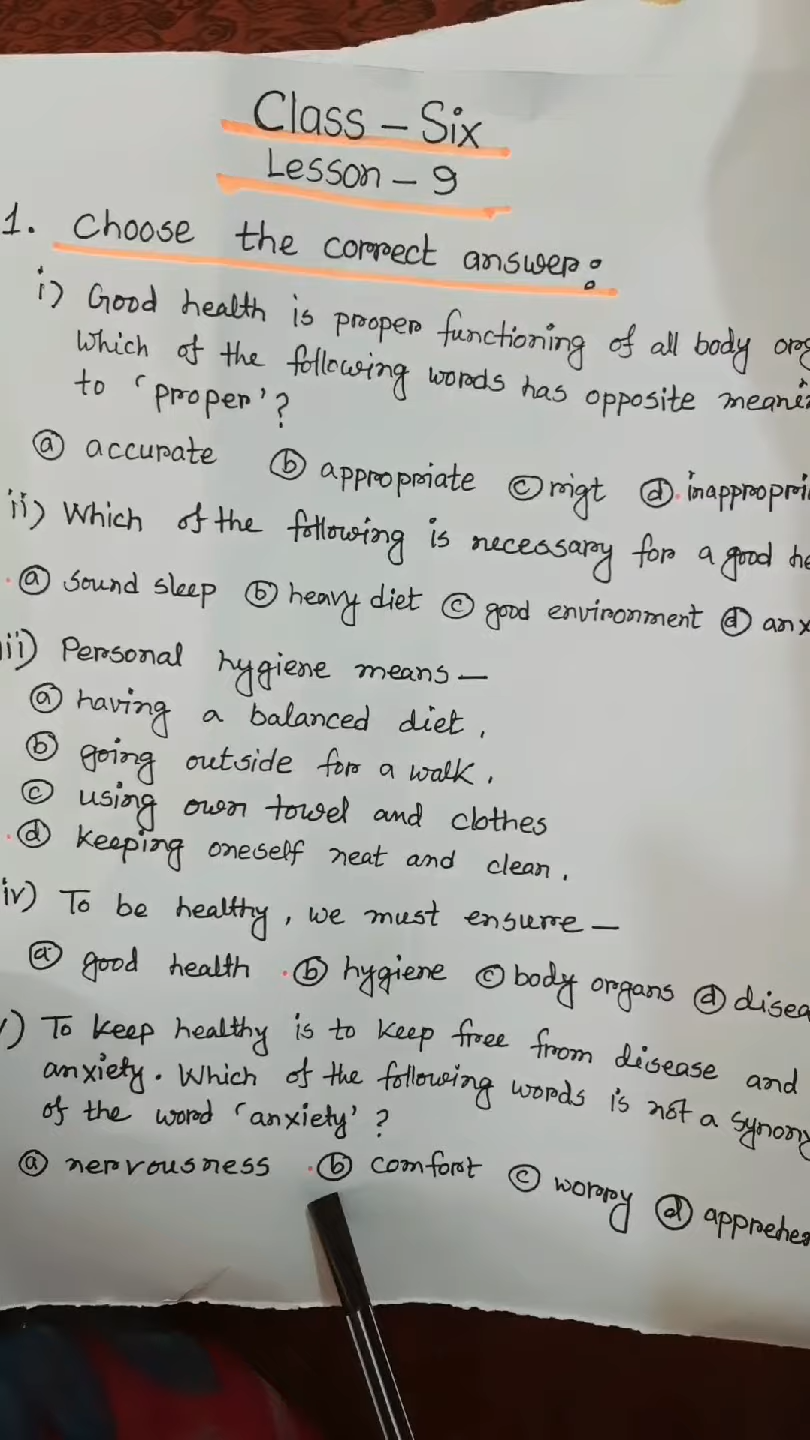 Class – Six
Lesson – 9
1. Choose the correct answer:
i) Good health is proper functioning of all body
Which of the following words has opposite
to 'proper'?
ⓐ accurate ⓑ appropriate ⓒ rigt ⓓ
ii) Which of the following is necessary for a good
ⓐ sound sleep ⓑ heavy diet ⓒ good environment ⓓ
Personal hygiene means —
ⓐ having a balanced diet.
ⓑ going outside for a walk.
ⓒ using own towel and clothes
ⓓ keeping oneself neat and clean.
iv) To be healthy, we must ensure —
ⓐ good health ⓑ hygiene ⓒ body organs ⓓ
To keep healthy is to keep free from disease and
anxiety. Which of the following words is not a
of the word 'anxiety'?
ⓐ nervousness ⓑ comfort ⓒ worry ⓓ